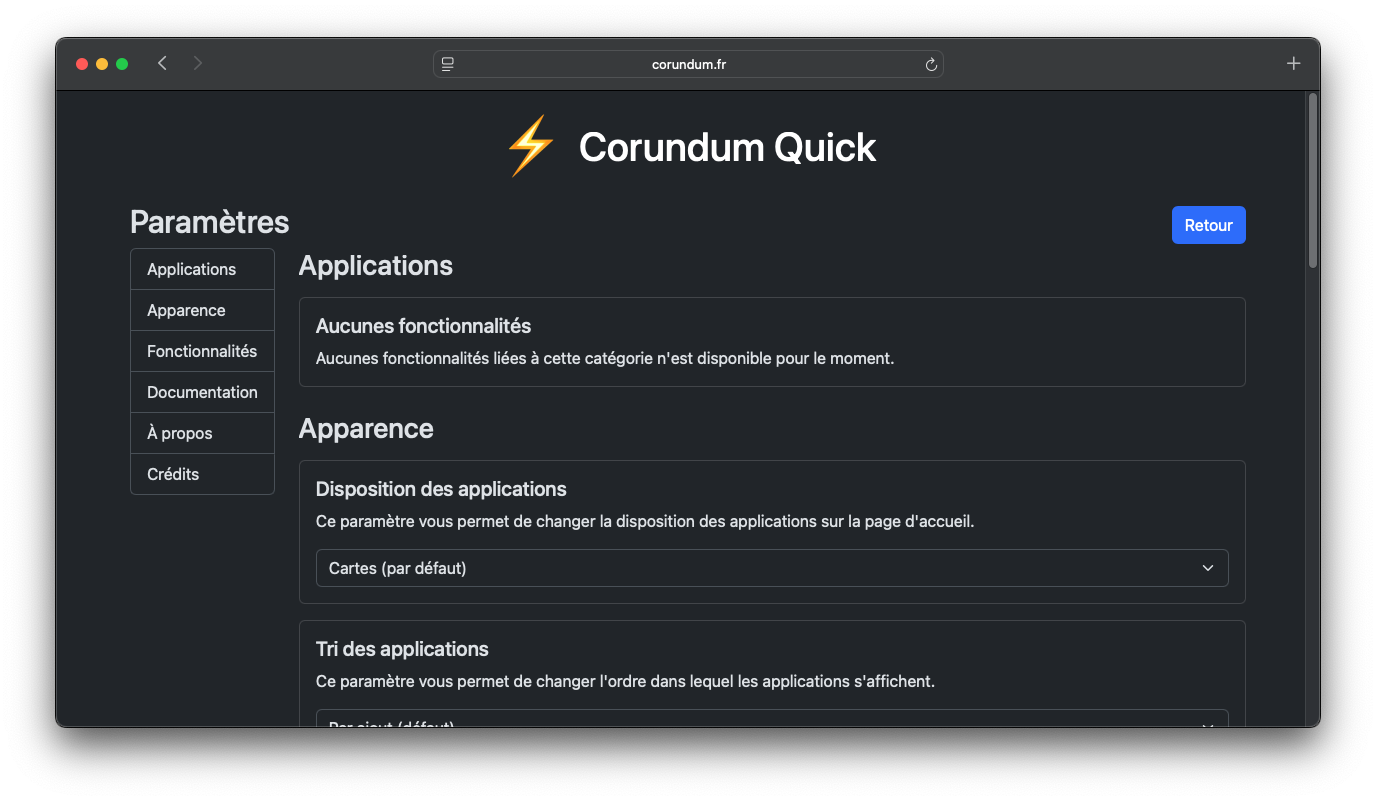 corundum.fr
Corundum Quick
Paramètres
Retour
Applications
Apparence
Fonctionnalités
Documentation
À propos
Crédits
Applications
Aucunes fonctionnalités
Aucunes fonctionnalités liées à cette catégorie n'est disponible pour le moment.
Apparence
Disposition des applications
Ce paramètre vous permet de changer la disposition des applications sur la page d'accueil.
Cartes (par défaut)
Tri des applications
Ce paramètre vous permet de changer l'ordre dans lequel les applications s'affichent.
Par ajout (défaut)